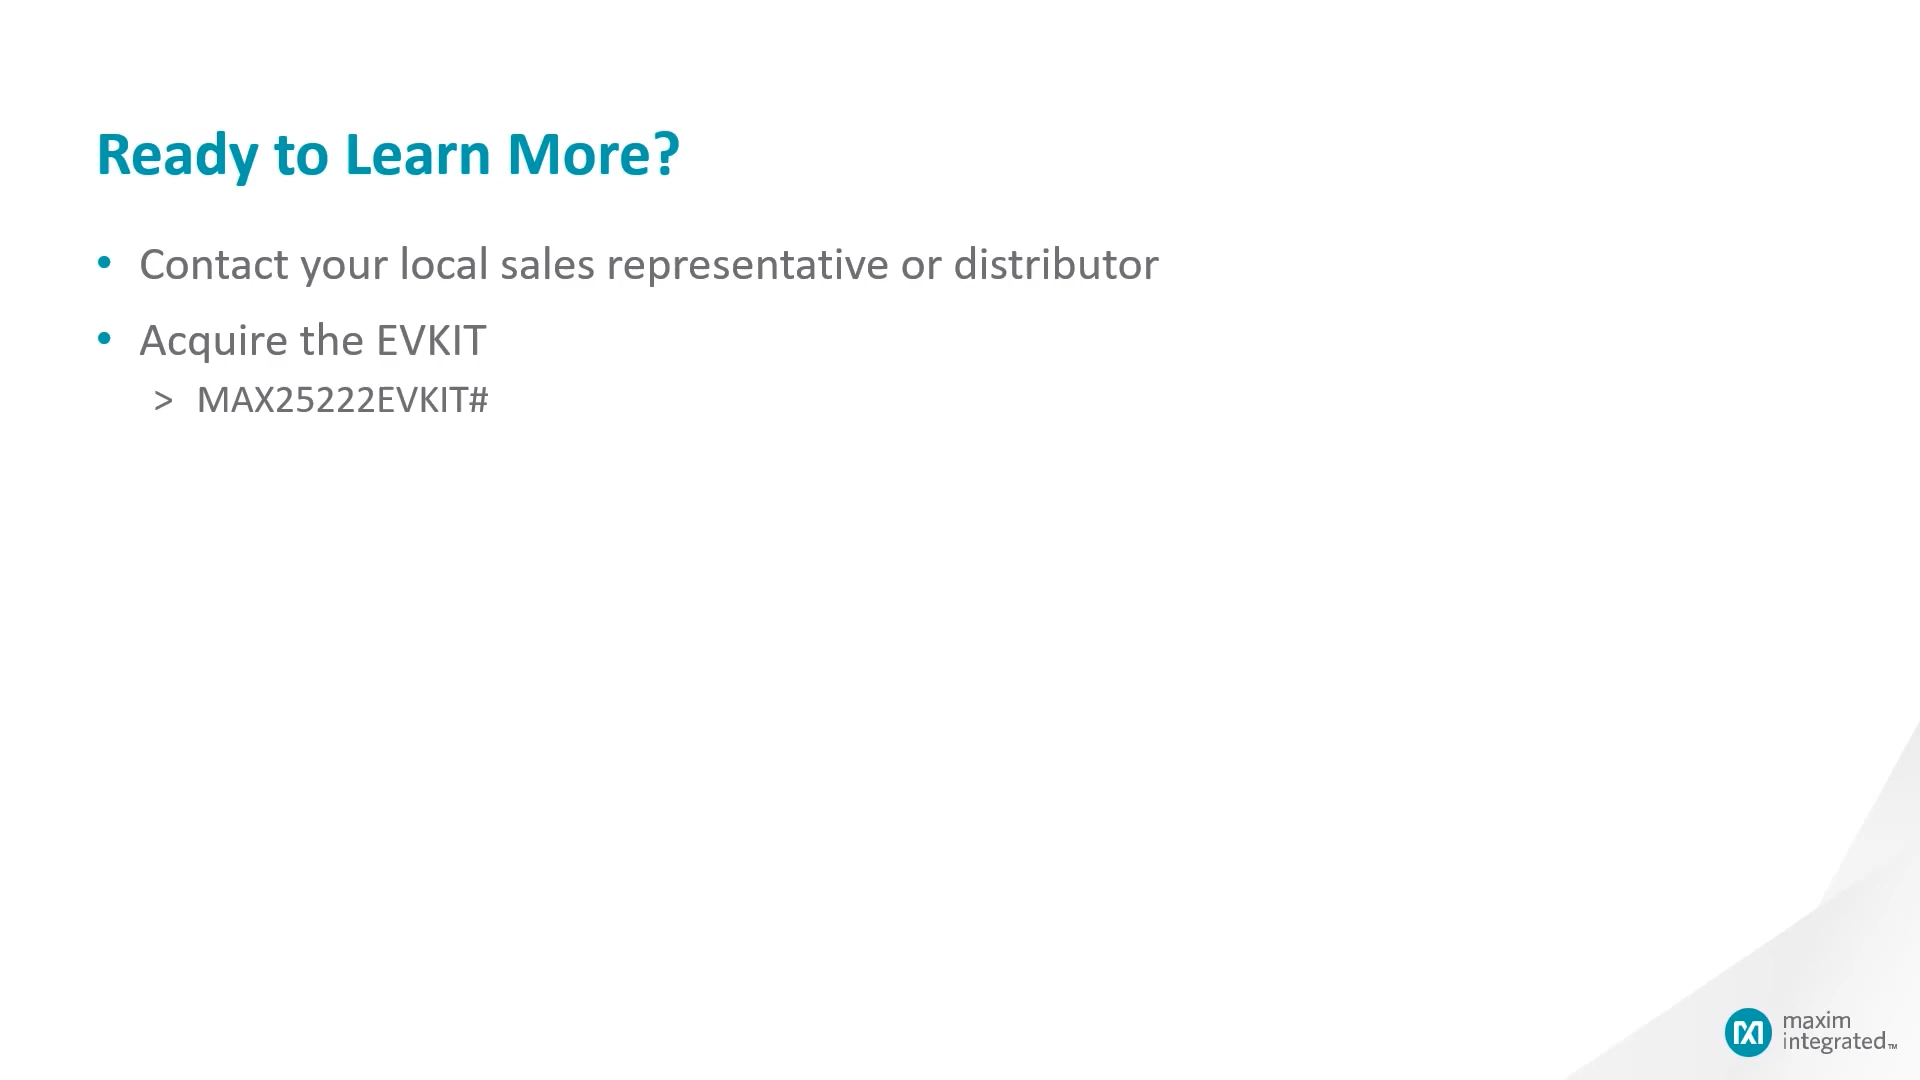 Ready to Learn More?
• Contact your local sales representative or distributor
• Acquire the EVKIT
> MAX25222EVKIT#
maxim
integrated™